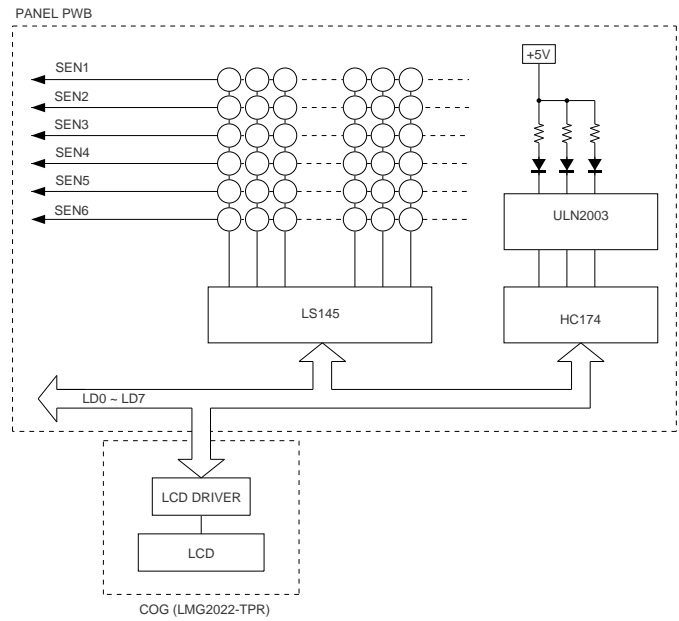 PANEL PWB
SEN1
SEN2
SEN3
SEN4
SEN5
SEN6
+5V
ULN2003
LS145
HC174
LD0 ~ LD7
LCD DRIVER
LCD
COG (LMG2022-TPR)